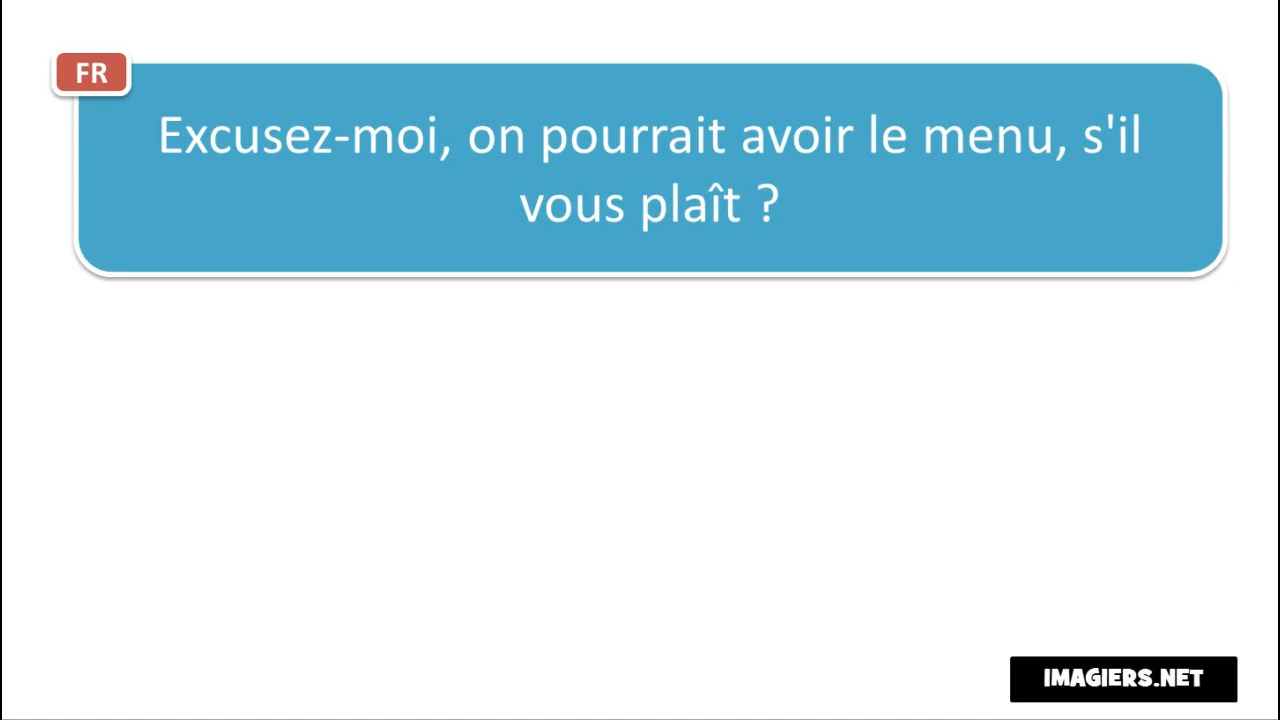 FR
Excusez-moi, on pourrait avoir le menu, s'il
vous plaît ?
IMAGIERS.NET